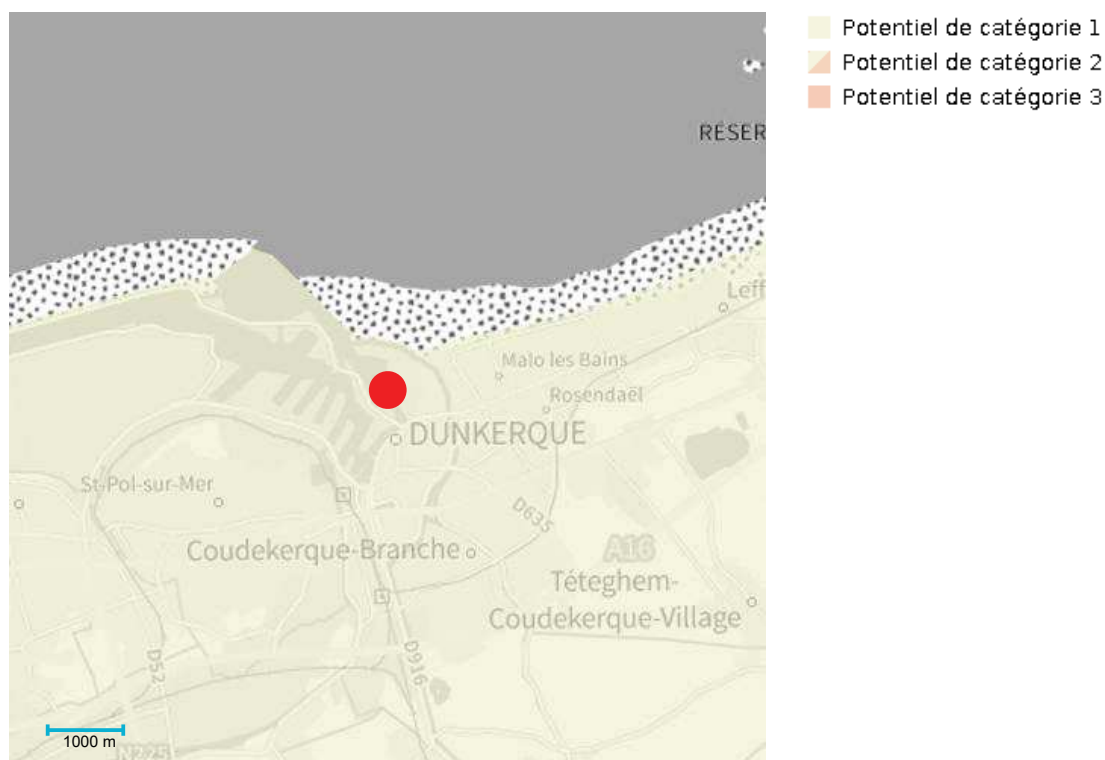 Potentiel de catégorie 1
Potentiel de catégorie 2
Potentiel de catégorie 3
RÉSER
Leff
Malo les Bains
Rosendaël
DUNKERQUE
St-Pol-sur-Mer
D635
Coudekerque-Branche
A16
Téteghem-
Coudekerque-Village
D52
D916
1000 m
N225